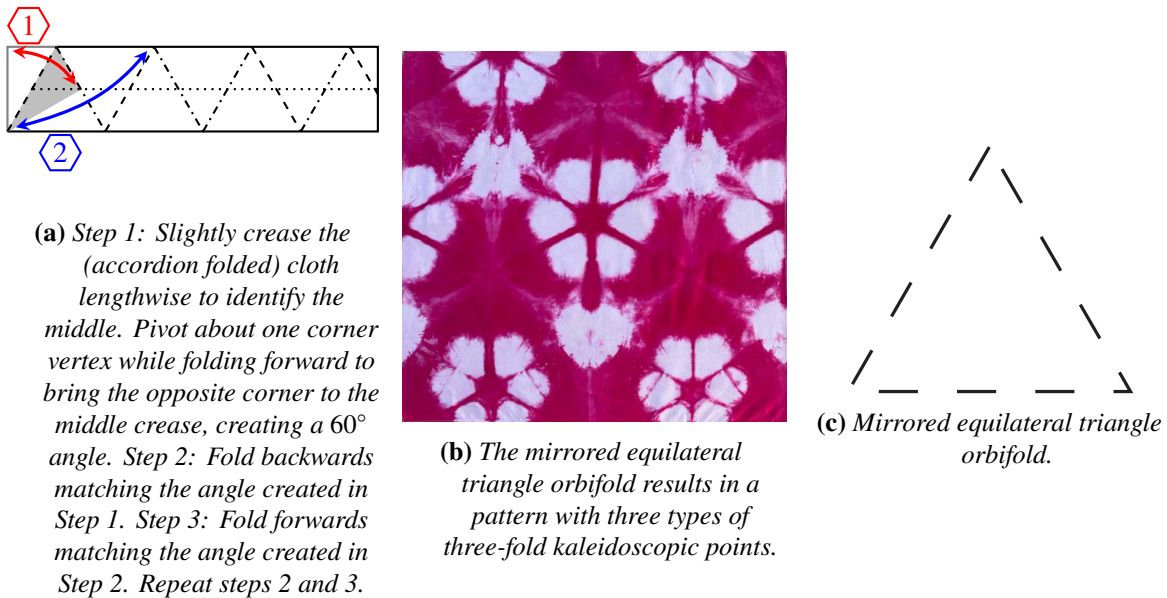 1
2
(a) Step 1: Slightly crease the
(accordion folded) cloth
lengthwise to identify the
middle. Pivot about one corner
vertex while folding forward to
bring the opposite corner to the
middle crease, creating a 60°
angle. Step 2: Fold backwards
matching the angle created in
Step 1. Step 3: Fold forwards
matching the angle created in
Step 2. Repeat steps 2 and 3.
(b) The mirrored equilateral
triangle orbifold results in a
pattern with three types of
three-fold kaleidoscopic points.
(c) Mirrored equilateral triangle
orbifold.